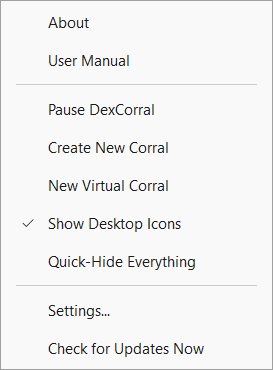 About
User Manual
Pause DexCorral
Create New Corral
New Virtual Corral
Show Desktop Icons
Quick-Hide Everything
Settings...
Check for Updates Now